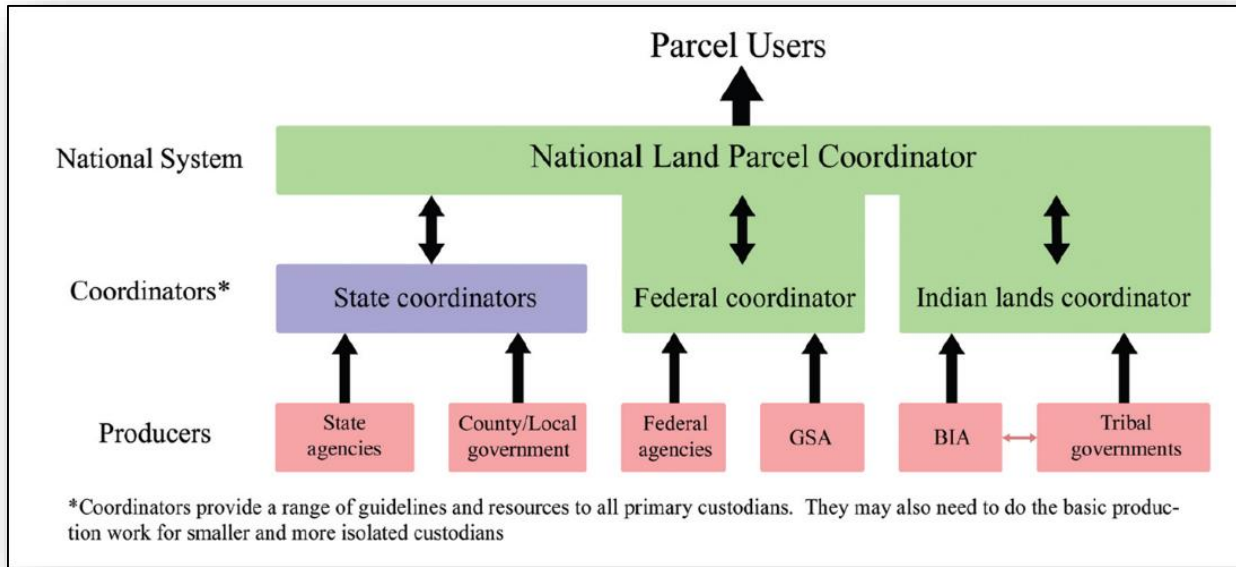 Parcel Users
National System
National Land Parcel Coordinator
Coordinators*
State coordinators
Federal coordinator
Indian lands coordinator
Producers
State
agencies
County/Local
government
Federal
agencies
GSA
BIA
Tribal
governments
*Coordinators provide a range of guidelines and resources to all primary custodians. They may also need to do the basic produc-
tion work for smaller and more isolated custodians